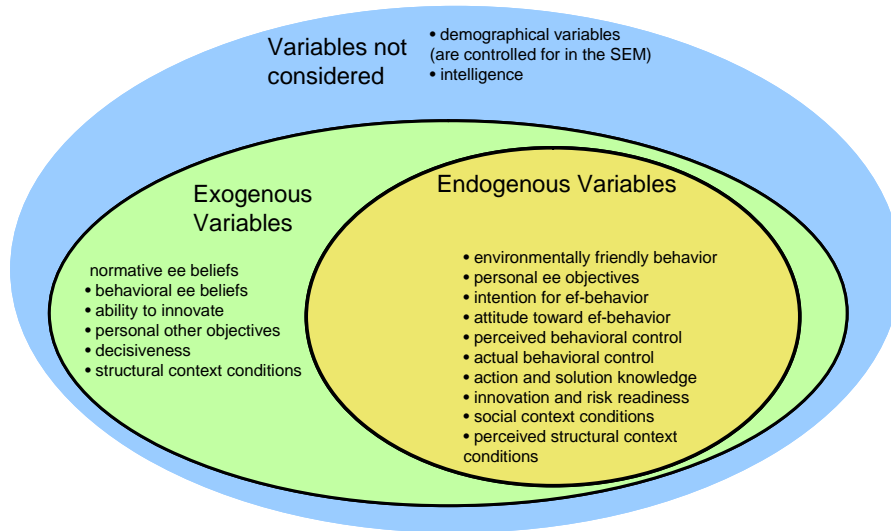 Variables not
considered
• demographical variables
(are controlled for in the SEM)
• intelligence
Exogenous
Variables
normative ee beliefs
• behavioral ee beliefs
• ability to innovate
• personal other objectives
• decisiveness
• structural context conditions
Endogenous Variables
• environmentally friendly behavior
• personal ee objectives
• intention for ef-behavior
• attitude toward ef-behavior
• perceived behavioral control
• actual behavioral control
• action and solution knowledge
• innovation and risk readiness
• social context conditions
• perceived structural context
conditions